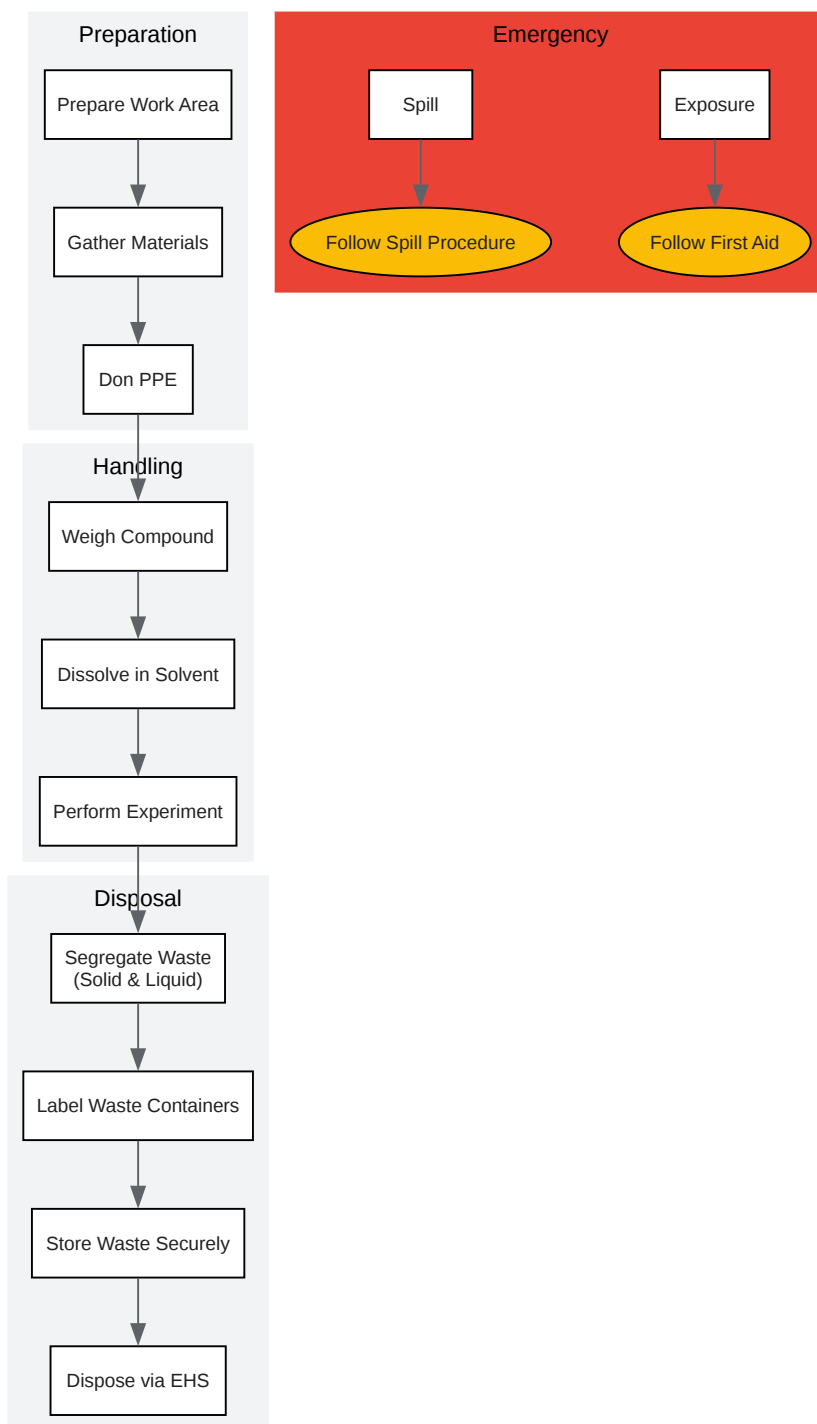 Preparation
Prepare Work Area
Gather Materials
Don PPE
Handling
Weigh Compound
Dissolve in Solvent
Perform Experiment
Disposal
Segregate Waste
(Solid & Liquid)
Label Waste Containers
Store Waste Securely
Dispose via EHS
Emergency
Spill
Exposure
Follow Spill Procedure
Follow First Aid